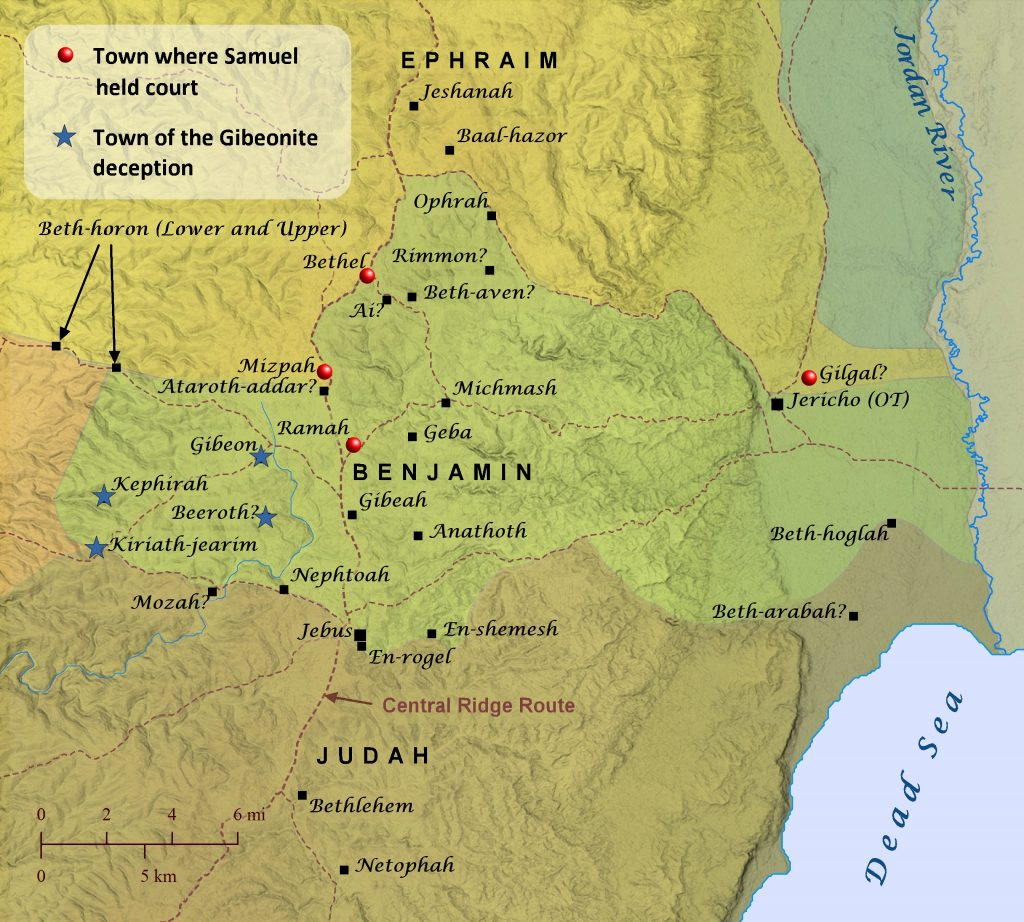 Town where Samuel
held court
Town of the Gibeonite
deception
EPHRAIM
Jeshanah
Baal-hazor
Jordan River
Ophrah
Beth-horon (Lower and Upper)
Bethel
Rimmon?
Beth-aven?
Ai?
Mizpah
Ataroth-addar?
Michmash
Gilgal?
Jericho (OT)
Ramah
Geba
Gibeon
BENJAMIN
Kephirah
Gibeah
Beeroth?
Anathoth
Kiriath-jearim
Beth-hoglah
Nephtoah
Mozah?
Beth-arabah?
Jebus
En-shemesh
En-rogel
Central Ridge Route
JUDAH
Dead Sea
Bethlehem
Netophah
0 2 4 6 mi
0 5 km